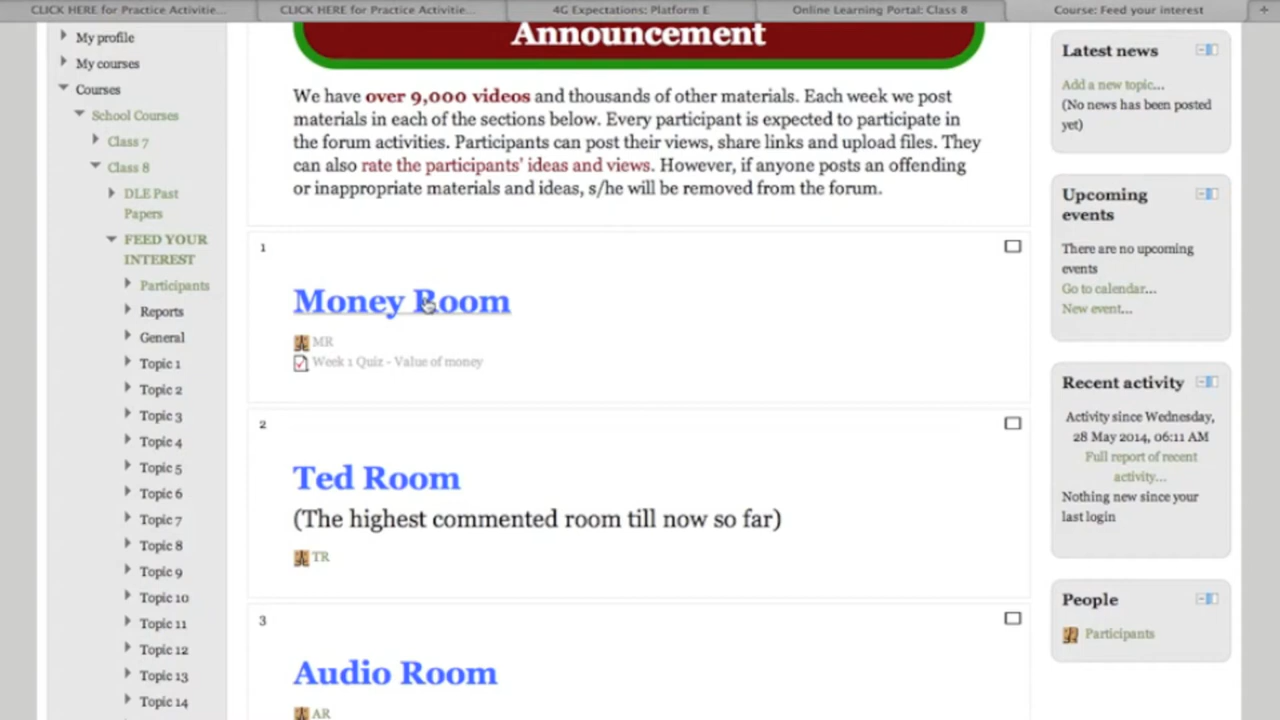 CLICK HERE for Practice Activitie...
CLICK HERE for Practice Activitie...
4G Expectations: Platform E
Online Learning Portal: Class 8
Course: Feed your interest
My profile
My courses
Courses
School Courses
Class 7
Class 8
DLE Past
Papers
FEED YOUR
INTEREST
Participants
Reports
General
Topic 1
Topic 2
Topic 3
Topic 4
Topic 5
Topic 6
Topic 7
Topic 8
Topic 9
Topic 10
Topic 11
Topic 12
Topic 13
Topic 14
Announcement
We have over 9,000 videos and thousands of other materials. Each week we post
materials in each of the sections below. Every participant is expected to participate in
the forum activities. Participants can post their views, share links and upload files. They
can also rate the participants' ideas and views. However, if anyone posts an offending
or inappropriate materials and ideas, s/he will be removed from the forum.
1
Money Room
MR
Week 1 Quiz - Value of money
2
Ted Room
(The highest commented room till now so far)
TR
3
Audio Room
AR
Latest news
Add a new topic...
(No news has been posted
yet)
Upcoming
events
There are no upcoming
events
Go to calendar...
New event...
Recent activity
Activity since Wednesday,
28 May 2014, 06:11 AM
Full report of recent
activity...
Nothing new since your
last login
People
Participants